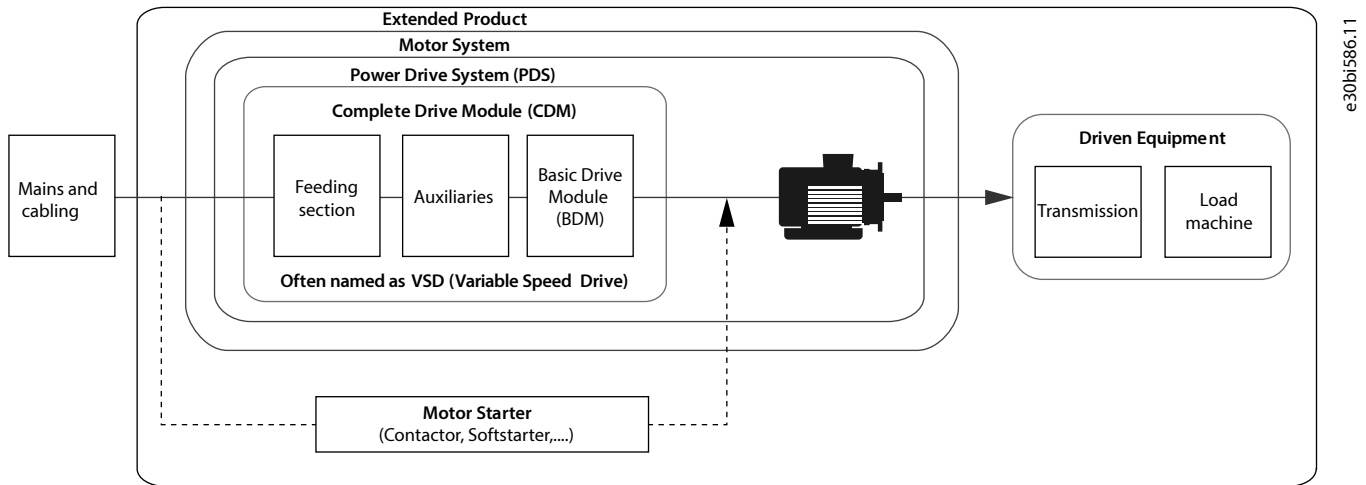 Extended Product
Motor System
Power Drive System (PDS)
Complete Drive Module (CDM)
Mains and
cabling
Feeding
section
Auxiliaries
Basic Drive
Module
(BDM)
Often named as VSD (Variable Speed Drive)
Driven Equipment
Transmission
Load
machine
Motor Starter
(Contactor, Softstarter,....)
e30bi586.11